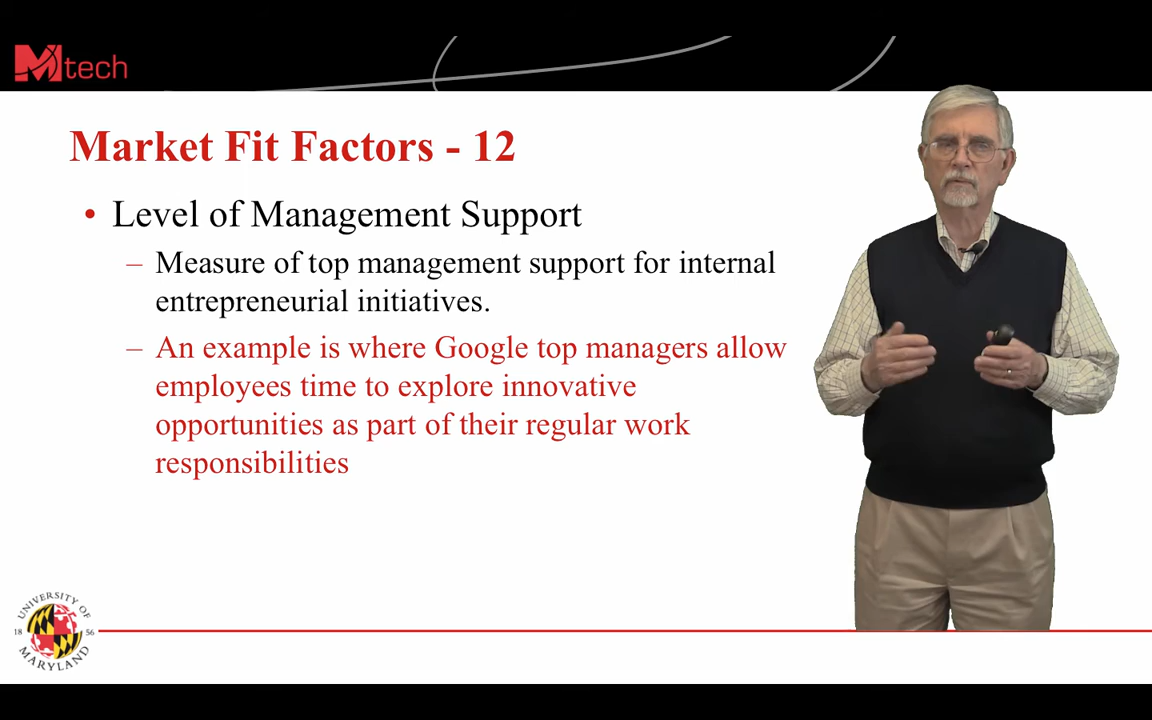 Mtech
Market Fit Factors - 12
• Level of Management Support
– Measure of top management support for internal
entrepreneurial initiatives.
– An example is where Google top managers allow
employees time to explore innovative
opportunities as part of their regular work
responsibilities
UNIVERSITY OF
18 56
MARYLAND